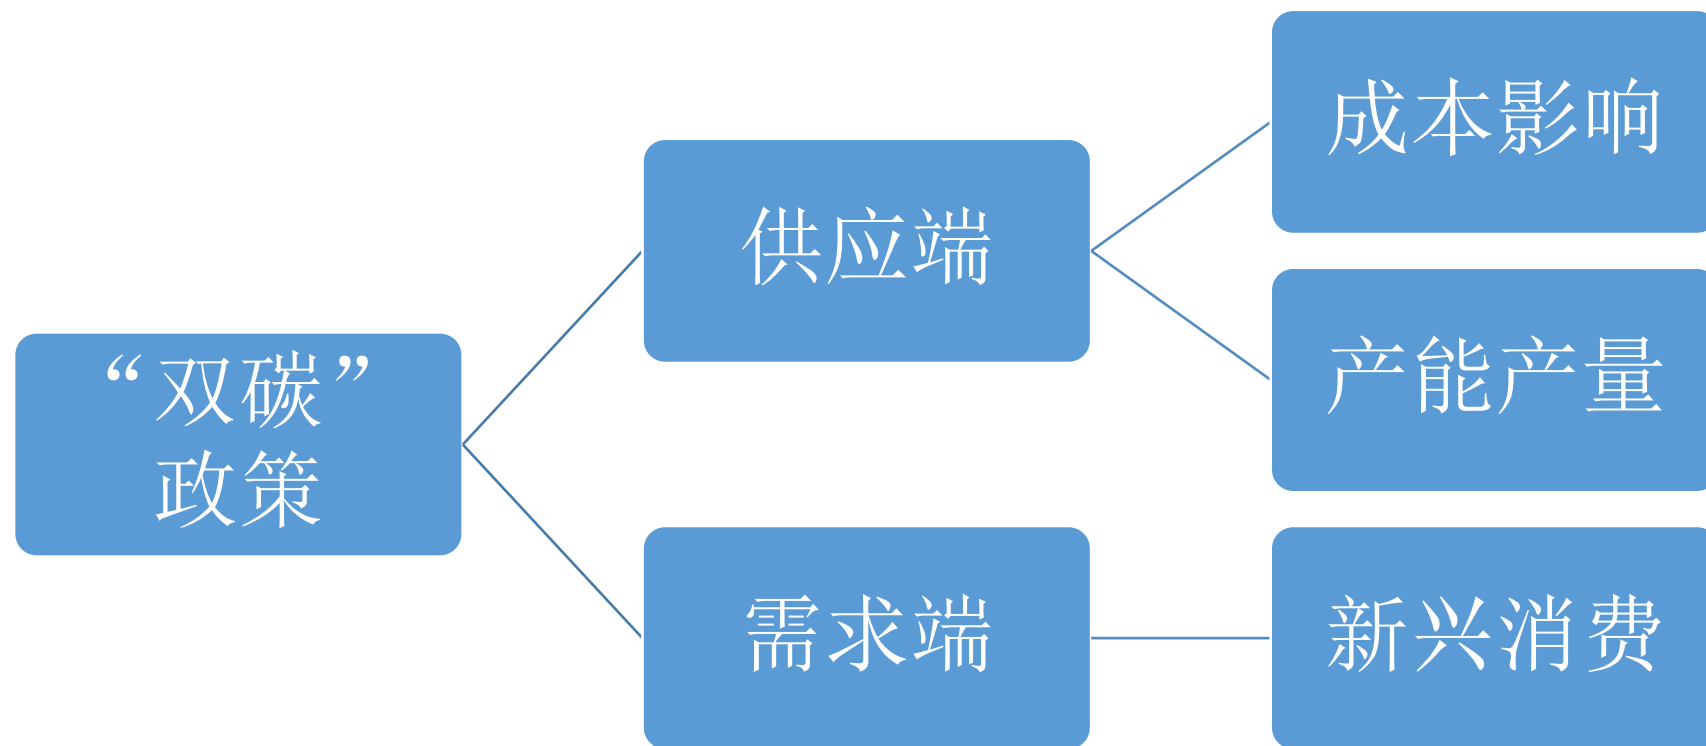 “双碳”
政策
供应端
需求端
成本影响
产能产量
新兴消费